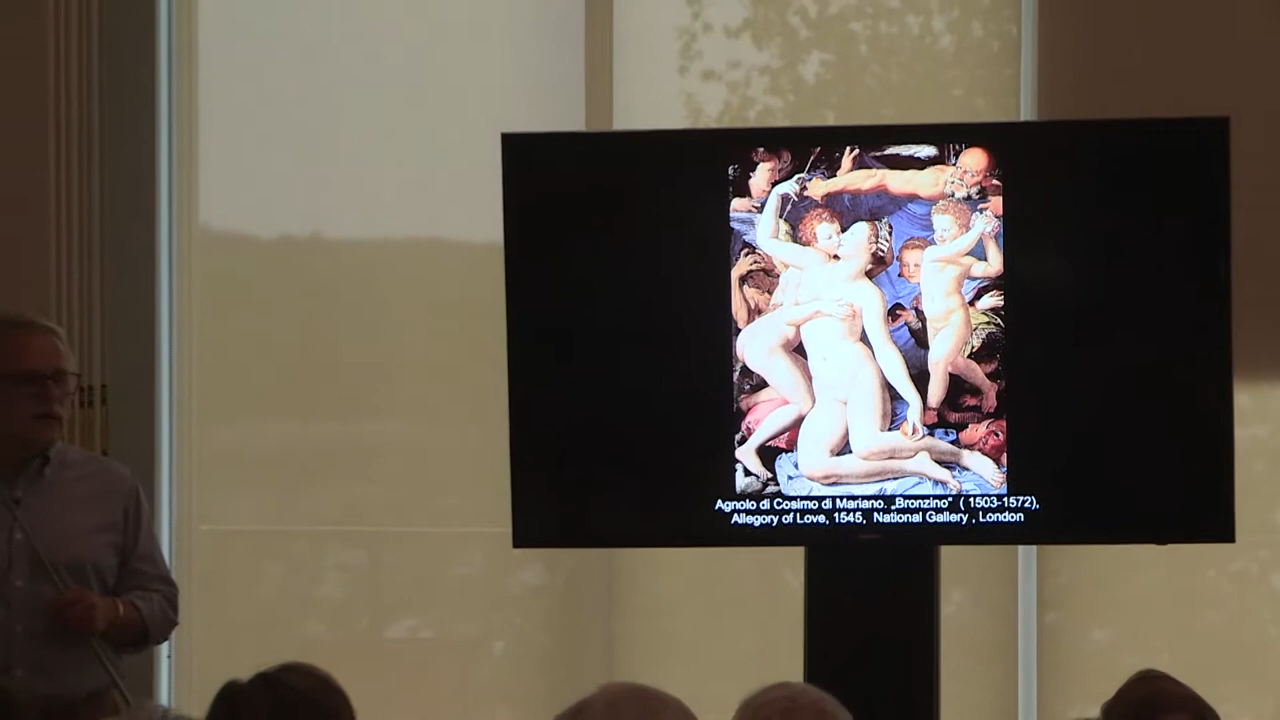 Agnolo di Cosimo di Mariano. „Bronzino“ ( 1503-1572),
Allegory of Love, 1545, National Gallery , London